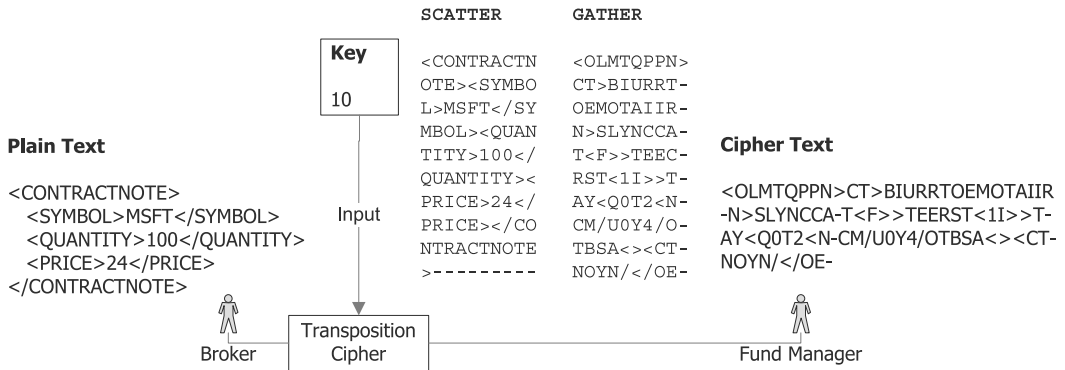 SCATTER GATHER
Key
10
<CONTRACTN <OLMTQPPN>
OTE><SYMBO CT>BIURRT-
L>MSFT</SY OEMOTAIIR-
MBOL><QUAN N>SLYNCCA-
TITY>100</ T<F>>TEEC-
QUANTITY>< RST<1I>>T-
PRICE>24</ AY<Q0T2<N-
PRICE></CO CM/U0Y4/O-
NTRACTNOTE TBSA<><CT-
>--------- NOYN/</OE-
Plain Text
<CONTRACTNOTE>
<SYMBOL>MSFT</SYMBOL>
<QUANTITY>100</QUANTITY>
<PRICE>24</PRICE>
</CONTRACTNOTE>
Input
Cipher Text
<OLMTQPPN>CT>BIURRTOEMOTAIIR
-N>SLYNCCA-T<F>>TEERST<1I>>T-
AY<Q0T2<N-CM/U0Y4/OTBSA<><CT-
NOYN/</OE-
Broker
Transposition
Cipher
Fund Manager